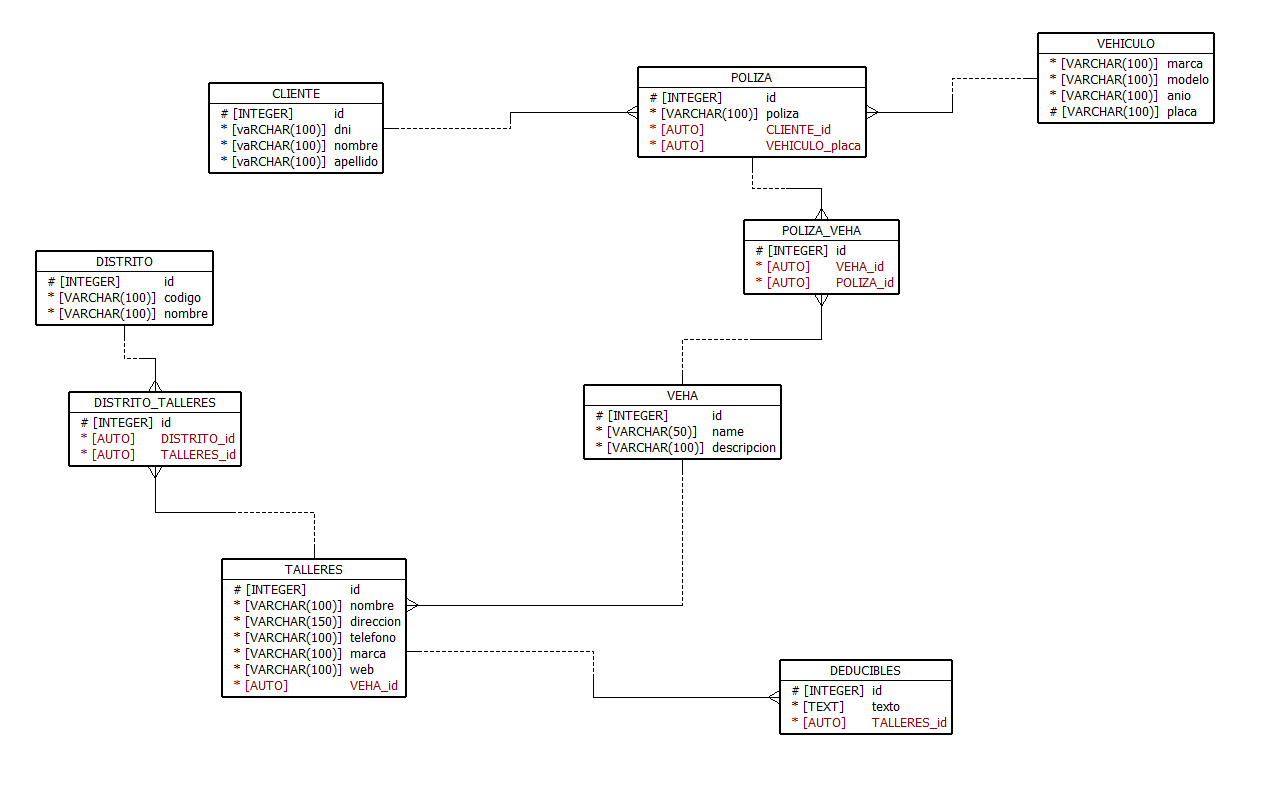 VEHICULO
* [VARCHAR(100)] marca
* [VARCHAR(100)] modelo
* [VARCHAR(100)] anio
# [VARCHAR(100)] placa
POLIZA
# [INTEGER] id
* [VARCHAR(100)] poliza
* [AUTO] CLIENTE_id
* [AUTO] VEHICULO_placa
CLIENTE
# [INTEGER] id
* [vaRCHAR(100)] dni
* [vaRCHAR(100)] nombre
* [vaRCHAR(100)] apellido
POLIZA_VEHA
# [INTEGER] id
* [AUTO] VEHA_id
* [AUTO] POLIZA_id
DISTRITO
# [INTEGER] id
* [VARCHAR(100)] codigo
* [VARCHAR(100)] nombre
VEHA
# [INTEGER] id
* [VARCHAR(50)] name
* [VARCHAR(100)] descripcion
DISTRITO_TALLERES
# [INTEGER] id
* [AUTO] DISTRITO_id
* [AUTO] TALLERES_id
TALLERES
# [INTEGER] id
* [VARCHAR(100)] nombre
* [VARCHAR(150)] direccion
* [VARCHAR(100)] telefono
* [VARCHAR(100)] marca
* [VARCHAR(100)] web
* [AUTO] VEHA_id
DEDUCIBLES
# [INTEGER] id
* [TEXT] texto
* [AUTO] TALLERES_id